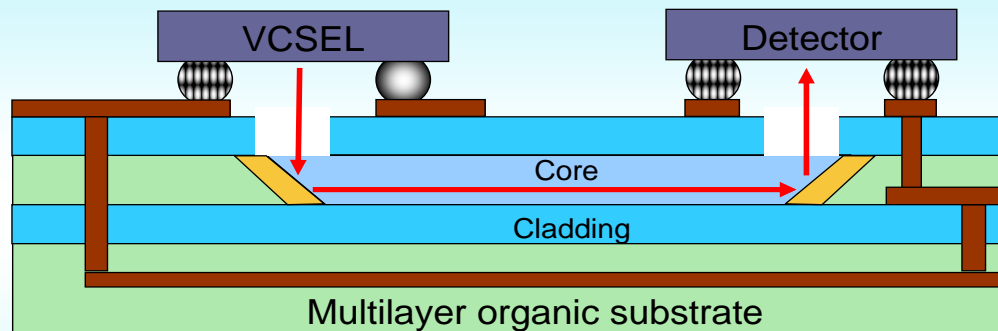 VCSEL
Detector
Core
Cladding
Multilayer organic substrate